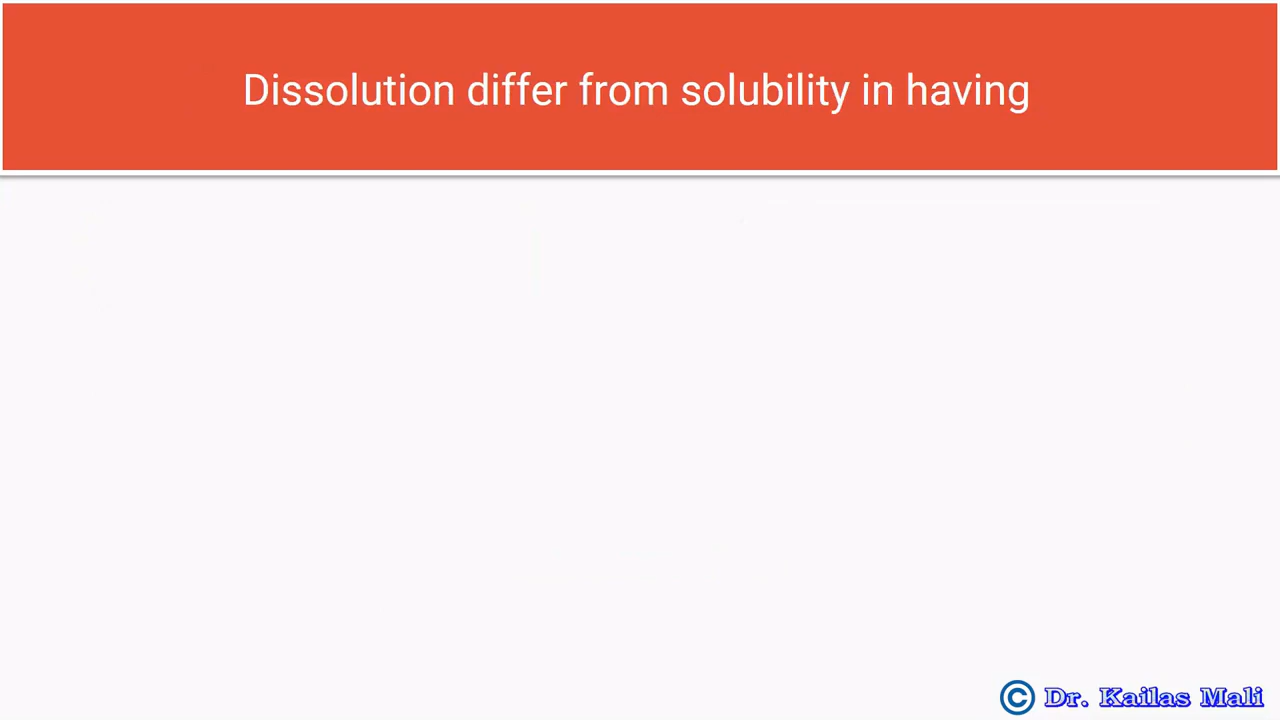 Dissolution differ from solubility in having
© Dr. Kailas Mali